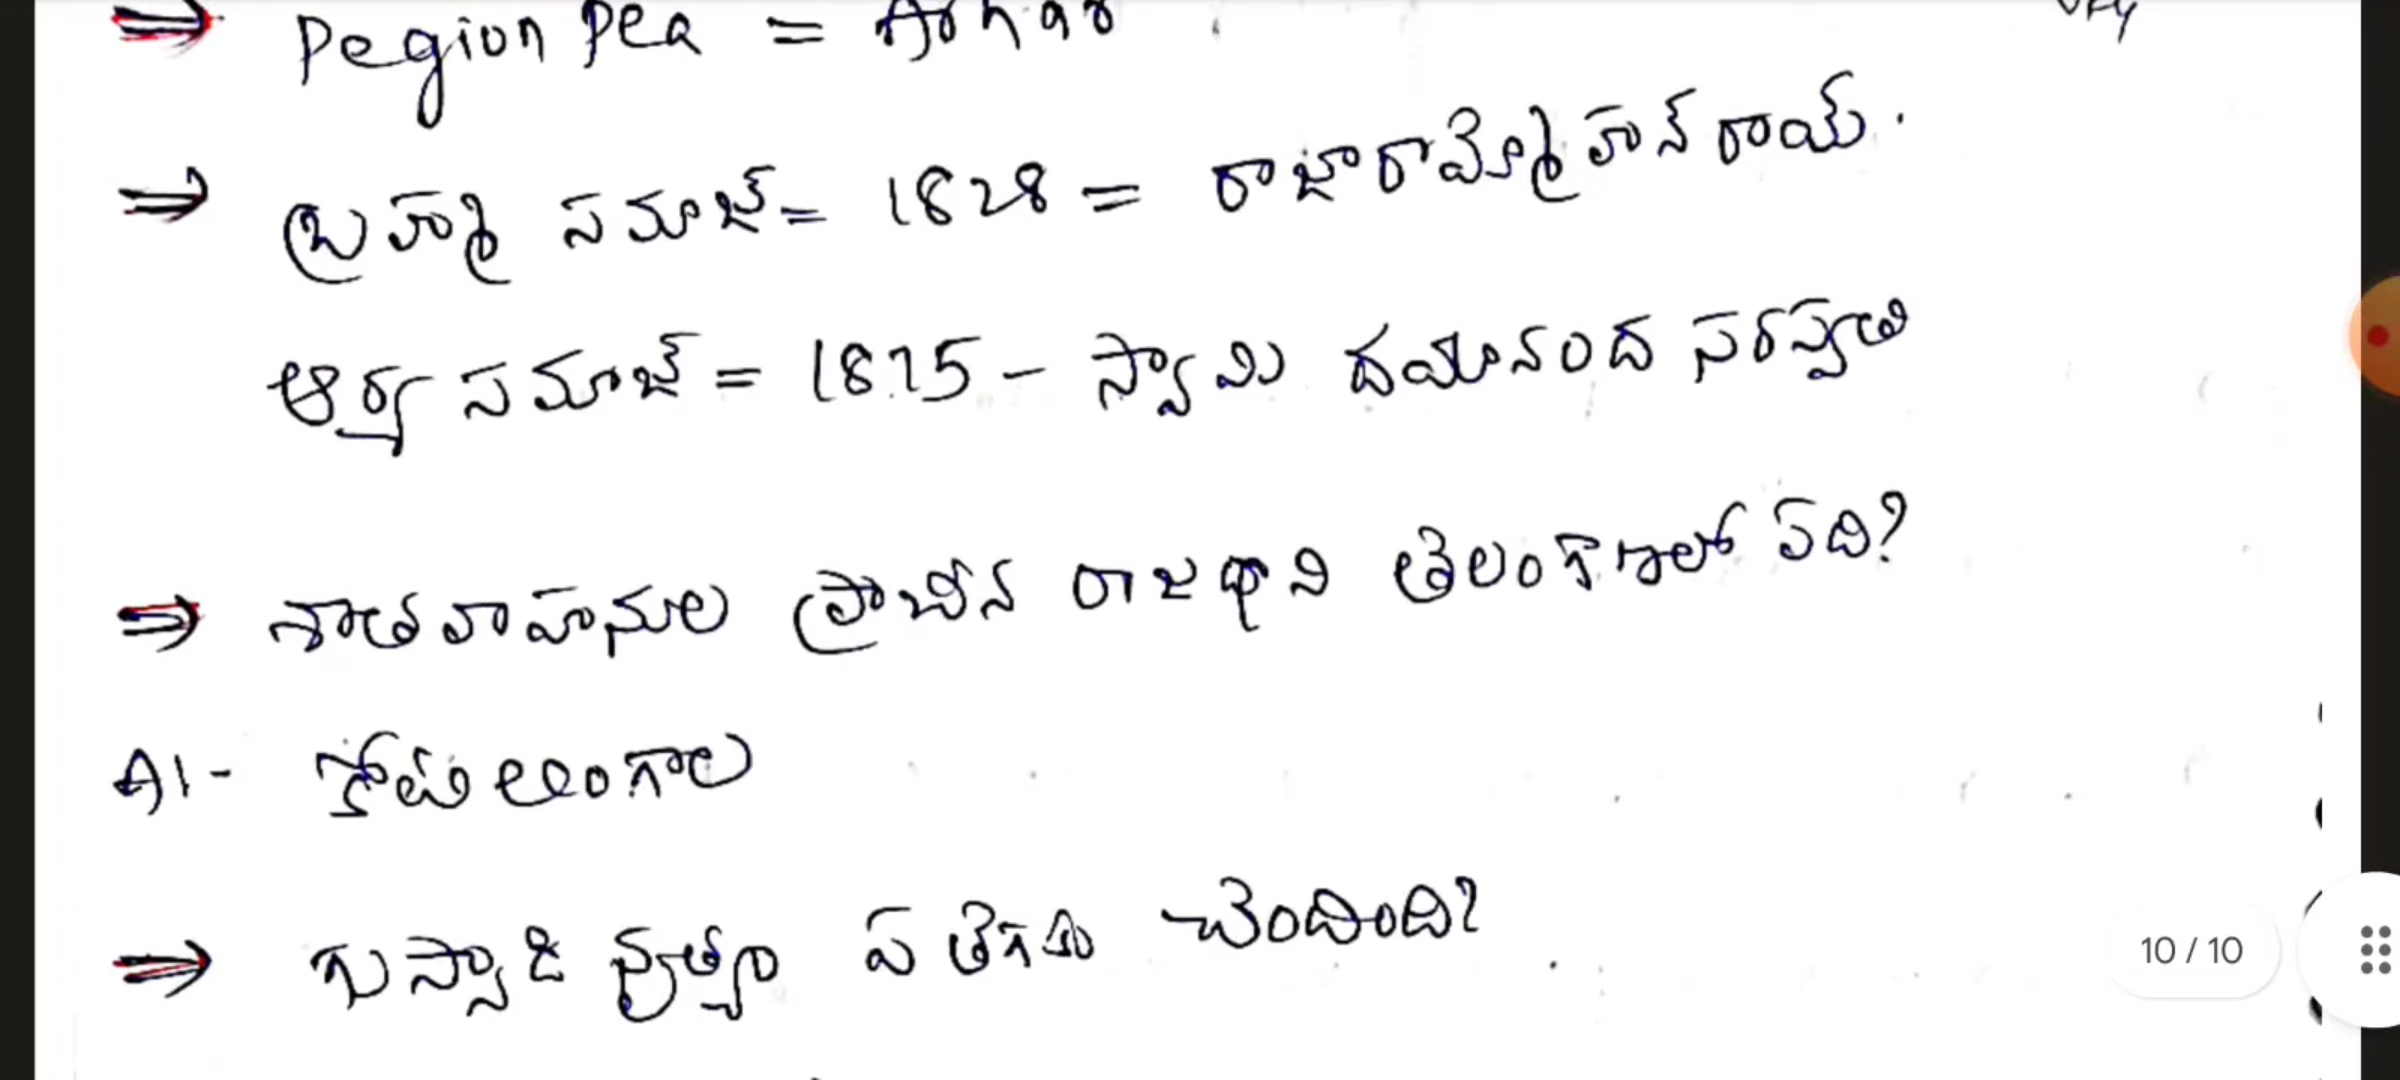 ⇒ Pegion Pea = Arhar
⇒ బ్రహ్మ సమాజ్ = 1828 = రాజారామ్మోహన్ రాయ్.
ఆర్య సమాజ్ = 1875 - స్వామి దయానంద సరస్వతి
⇒ శాతవాహనుల ప్రాచీన రాజధాని తెలంగాణలో ఏది?
A1- కోటి లింగాల
⇒ గుస్సాడి నృత్యం ఏ తెగకు చెందింది?
10 / 10